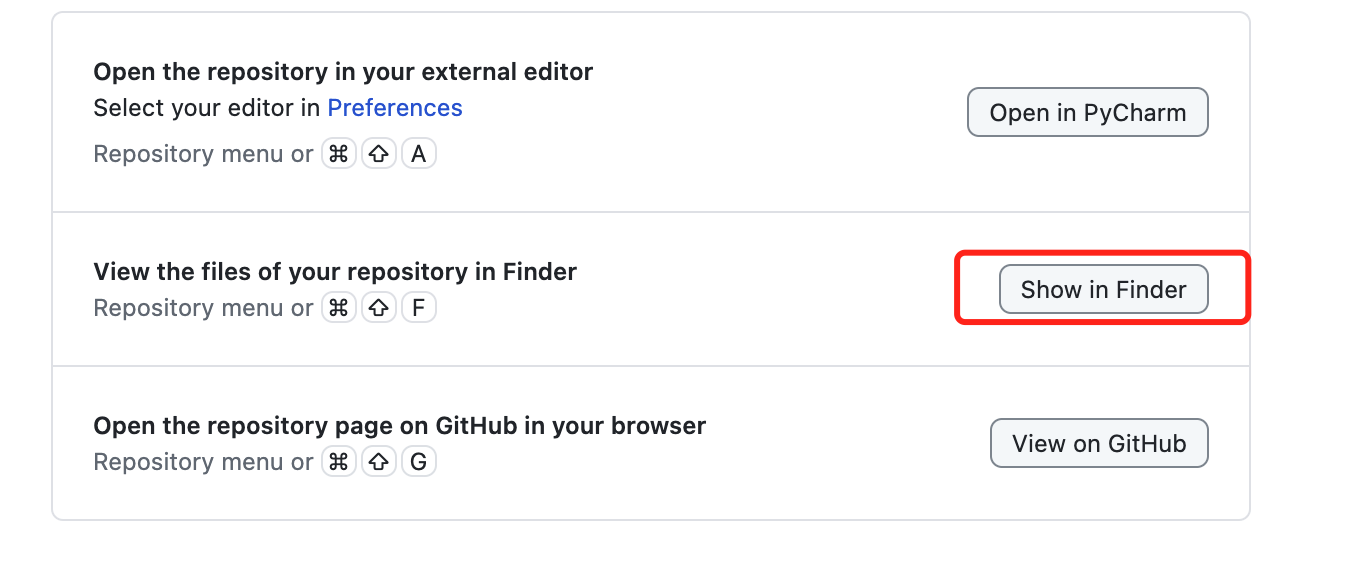 Open the repository in your external editor
Select your editor in Preferences
Open in PyCharm
Repository menu or ⌘ ⇧ A
View the files of your repository in Finder
Show in Finder
Repository menu or ⌘ ⇧ F
Open the repository page on GitHub in your browser
View on GitHub
Repository menu or ⌘ ⇧ G